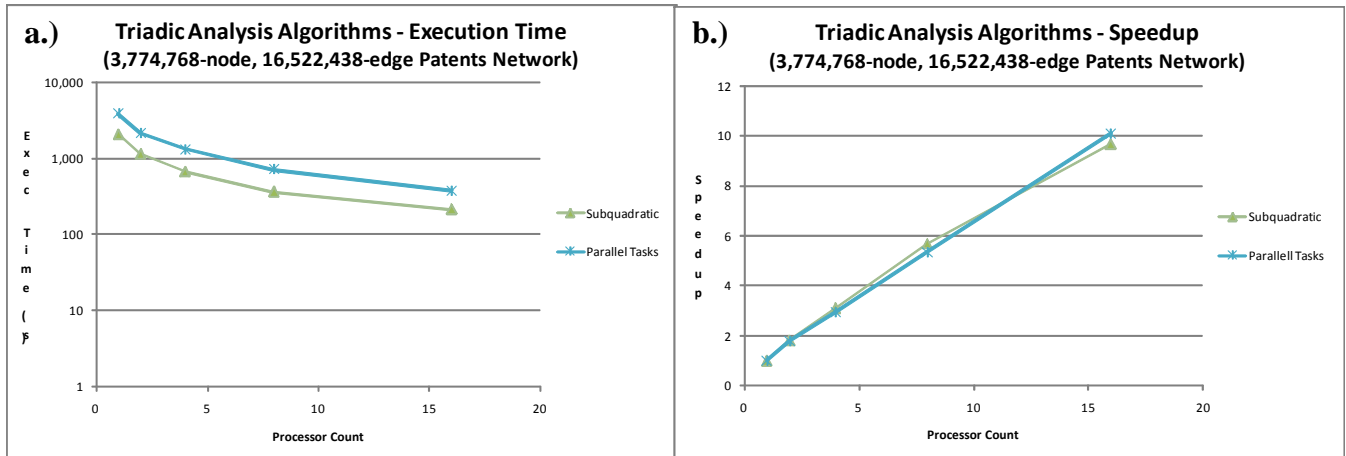 a.)
Triadic Analysis Algorithms - Execution Time
(3,774,768-node, 16,522,438-edge Patents Network)
10,000
1,000
100
10
1
Exec Time (s)
0 5 10 15 20
Processor Count
Subquadratic
Parallel Tasks
b.)
Triadic Analysis Algorithms - Speedup
(3,774,768-node, 16,522,438-edge Patents Network)
12
10
8
6
4
2
0
Speedup
0 5 10 15 20
Processor Count
Subquadratic
Parallell Tasks